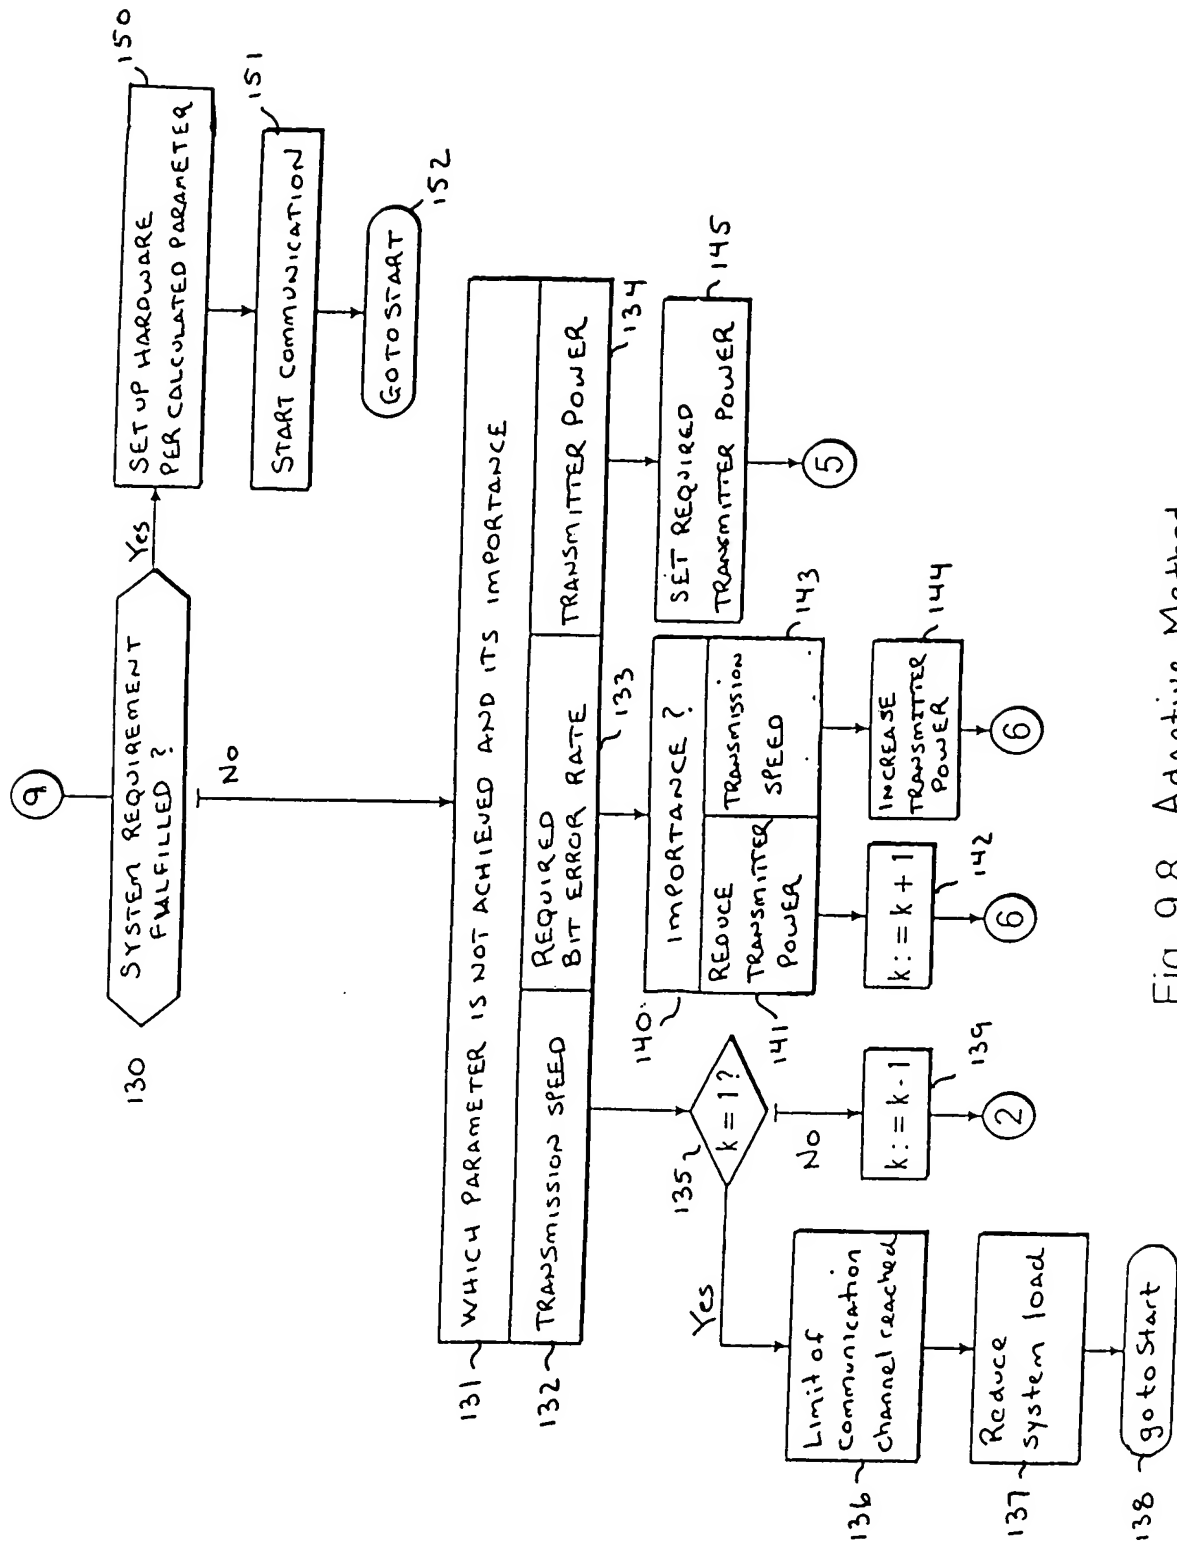 9
130
SYSTEM REQUIREMENT
FULFILLED ?
Yes
No
SET UP HARDWARE
PER CALCULATED PARAMETER
150
START COMMUNICATION
151
GO TO START
152
131
WHICH PARAMETER IS NOT ACHIEVED AND ITS IMPORTANCE
132
TRANSMISSION SPEED
REQUIRED
BIT ERROR RATE
133
TRANSMITTER POWER
134
135
k = 1 ?
Yes
No
136
Limit of
communication
channel reached
137
Reduce
system load
138
go to Start
k : = k - 1
139
2
140
IMPORTANCE ?
141
REDUCE
TRANSMITTER
POWER
TRANSMISSION
SPEED
143
k : = k + 1
142
6
INCREASE
TRANSMITTER
POWER
144
6
SET REQUIRED
TRANSMITTER POWER
145
5
Fig. 9.8 Adaptive Method